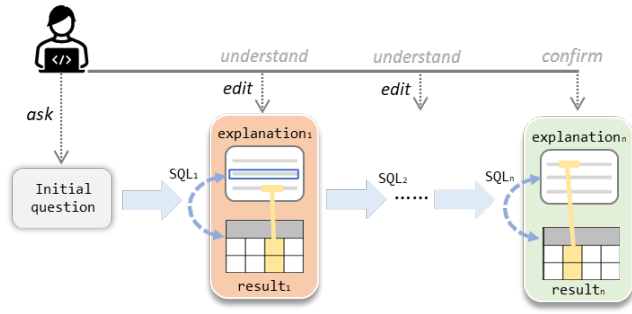 </>
understand
understand
confirm
ask
edit
edit
explanation₁
explanationₙ
SQL₁
SQL₂
......
SQLₙ
Initial
question
result₁
resultₙ